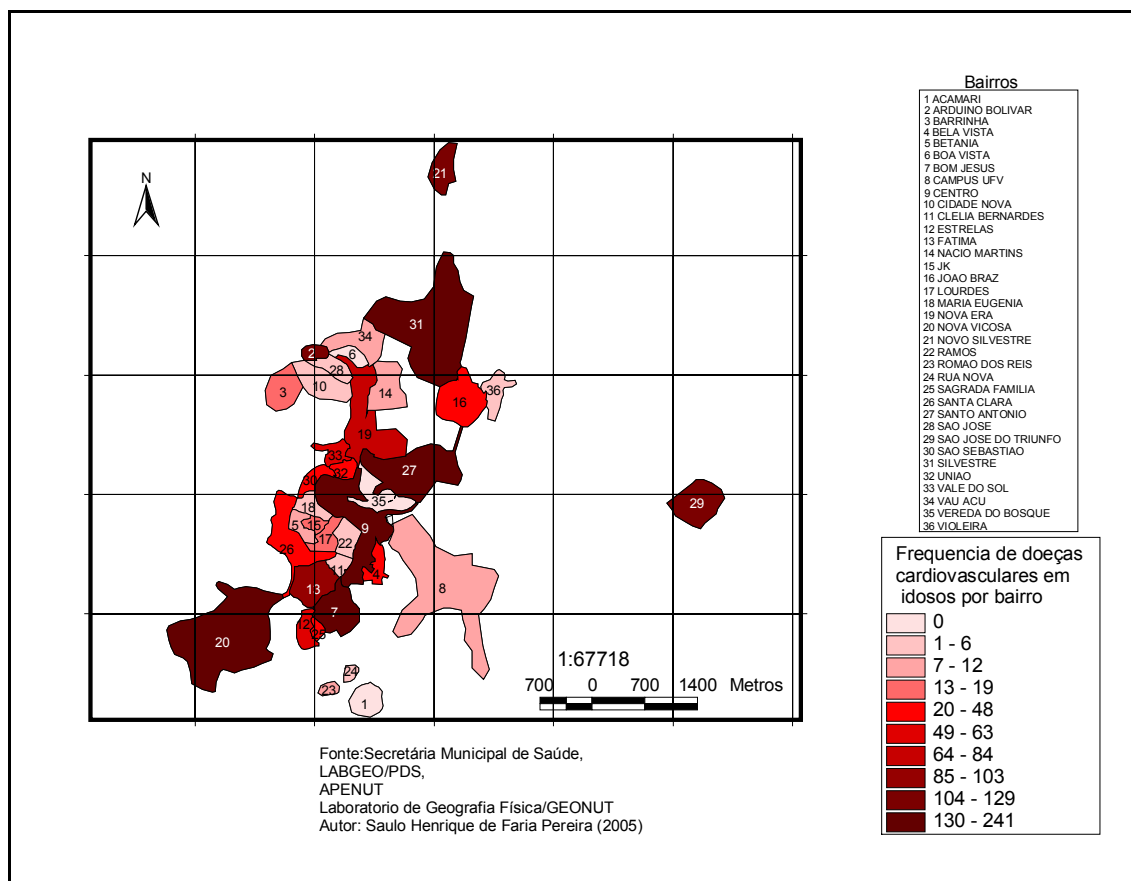 Bairros
1 ACAMARI
2 ARDUINO BOLIVAR
3 BARRINHA
4 BELA VISTA
5 BETANIA
6 BOA VISTA
7 BOM JESUS
8 CAMPUS UFV
9 CENTRO
10 CIDADE NOVA
11 CLELIA BERNARDES
12 ESTRELAS
13 FATIMA
14 NACIO MARTINS
15 JK
16 JOAO BRAZ
17 LOURDES
18 MARIA EUGENIA
19 NOVA ERA
20 NOVA VICOSA
21 NOVO SILVESTRE
22 RAMOS
23 ROMAO DOS REIS
24 RUA NOVA
25 SAGRADA FAMILIA
26 SANTA CLARA
27 SANTO ANTONIO
28 SAO JOSE
29 SAO JOSE DO TRIUNFO
30 SAO SEBASTIAO
31 SILVESTRE
32 UNIAO
33 VALE DO SOL
34 VAU ACU
35 VEREDA DO BOSQUE
36 VIOLEIRA
N
21
31
34
2
6
28
3
10
14
16
36
19
33
32
27
30
35
29
18
9
5
15
17
22
26
11
4
13
8
7
20
25
24
23
1
Frequencia de doeças
cardiovasculares em
idosos por bairro
0
1 - 6
7 - 12
13 - 19
20 - 48
49 - 63
64 - 84
85 - 103
104 - 129
130 - 241
1:67718
700 0 700 1400 Metros
Fonte:Secretária Municipal de Saúde,
LABGEO/PDS,
APENUT
Laboratorio de Geografia Física/GEONUT
Autor: Saulo Henrique de Faria Pereira (2005)